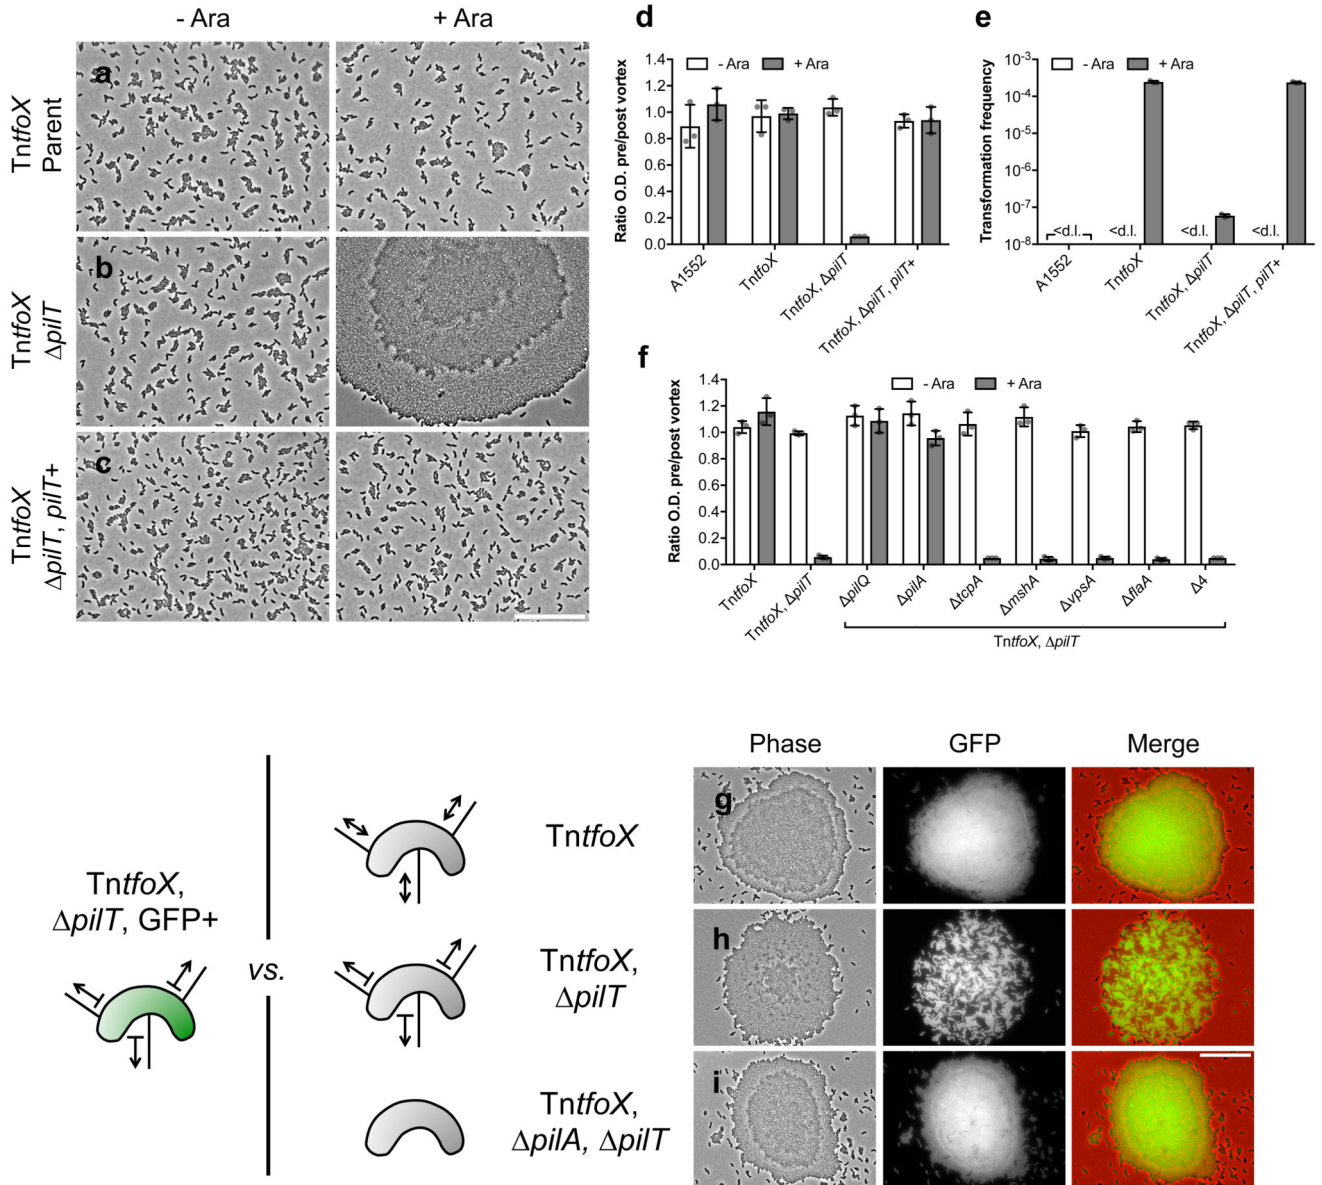 - Ara
+ Ara
TntfoX
Parent
a
TntfoX
ΔpilT
b
TntfoX
ΔpilT, pilT+
c
d
Ratio O.D. pre/post vortex
- Ara
+ Ara
1.4
1.2
1.0
0.8
0.6
0.4
0.2
0.0
A1552
TntfoX
TntfoX, ΔpilT
TntfoX, ΔpilT, pilT+
e
Transformation frequency
- Ara
+ Ara
10-3
10-4
10-5
10-6
10-7
10-8
<d.l.
<d.l.
<d.l.
<d.l.
A1552
TntfoX
TntfoX, ΔpilT
TntfoX, ΔpilT, pilT+
f
Ratio O.D. pre/post vortex
- Ara
+ Ara
1.4
1.2
1.0
0.8
0.6
0.4
0.2
0.0
TntfoX
TntfoX, ΔpilT
ΔpilQ
ΔpilA
ΔtcpA
ΔmshA
ΔvpsA
ΔflaA
Δ4
TntfoX, ΔpilT
TntfoX,
ΔpilT, GFP+
vs.
TntfoX
TntfoX,
ΔpilT
TntfoX,
ΔpilA, ΔpilT
Phase
GFP
Merge
g
h
i